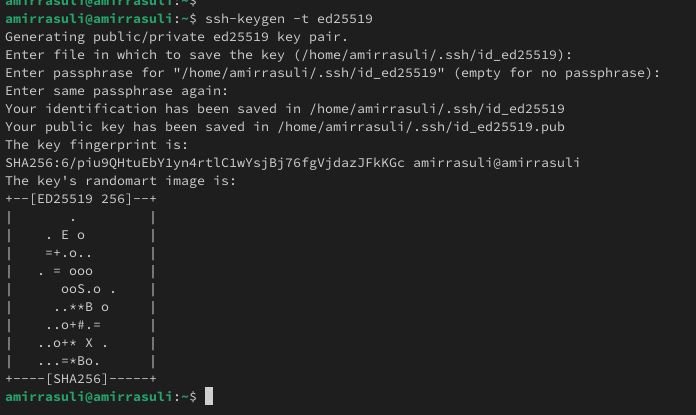 amirrasuli@amirrasuli:~$
amirrasuli@amirrasuli:~$ ssh-keygen -t ed25519
Generating public/private ed25519 key pair.
Enter file in which to save the key (/home/amirrasuli/.ssh/id_ed25519):
Enter passphrase for "/home/amirrasuli/.ssh/id_ed25519" (empty for no passphrase):
Enter same passphrase again:
Your identification has been saved in /home/amirrasuli/.ssh/id_ed25519
Your public key has been saved in /home/amirrasuli/.ssh/id_ed25519.pub
The key fingerprint is:
SHA256:6/piu9QHtuEbY1yn4rtlC1wYsjBj76fgVjdazJFkKGc amirrasuli@amirrasuli
The key's randomart image is:
+--[ED25519 256]--+
|       .         |
|    . E o        |
|    =+.o..       |
|   . = ooo       |
|      ooS.o .    |
|     ..**B o     |
|    ..o+#.=      |
|   ..o+* X .     |
|   ...=*Bo.      |
+----[SHA256]-----+
amirrasuli@amirrasuli:~$